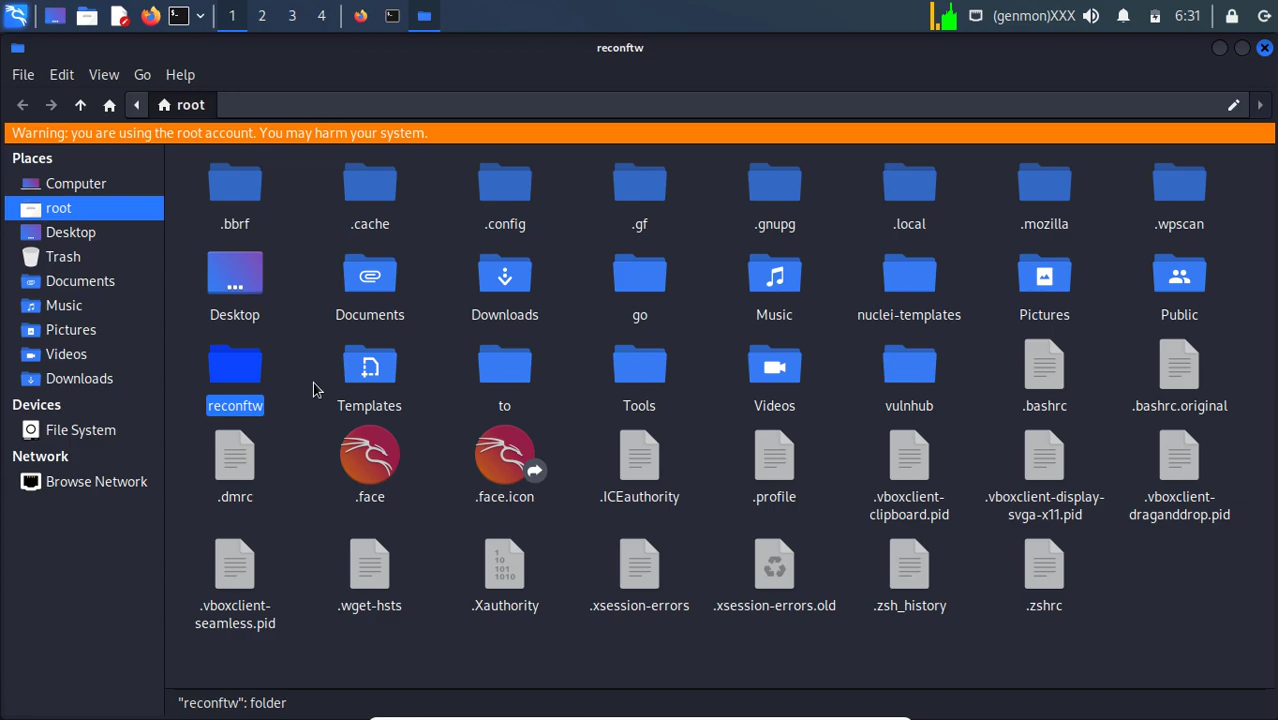 1 2 3 4 (genmon)XXX 6:31
reconftw
File Edit View Go Help
root
Warning: you are using the root account. You may harm your system.
Places
Computer
root
Desktop
Trash
Documents
Music
Pictures
Videos
Downloads
Devices
File System
Network
Browse Network
.bbrf .cache .config .gf .gnupg .local .mozilla .wpscan
Desktop Documents Downloads go Music nuclei-templates Pictures Public
reconftw Templates to Tools Videos vulnhub .bashrc .bashrc.original
.dmrc .face .face.icon .ICEauthority .profile .vboxclient- .vboxclient-display- .vboxclient-
clipboard.pid svga-x11.pid draganddrop.pid
1
10
101
1010
.vboxclient- .wget-hsts .Xauthority .xsession-errors .xsession-errors.old .zsh_history .zshrc
seamless.pid
"reconftw": folder